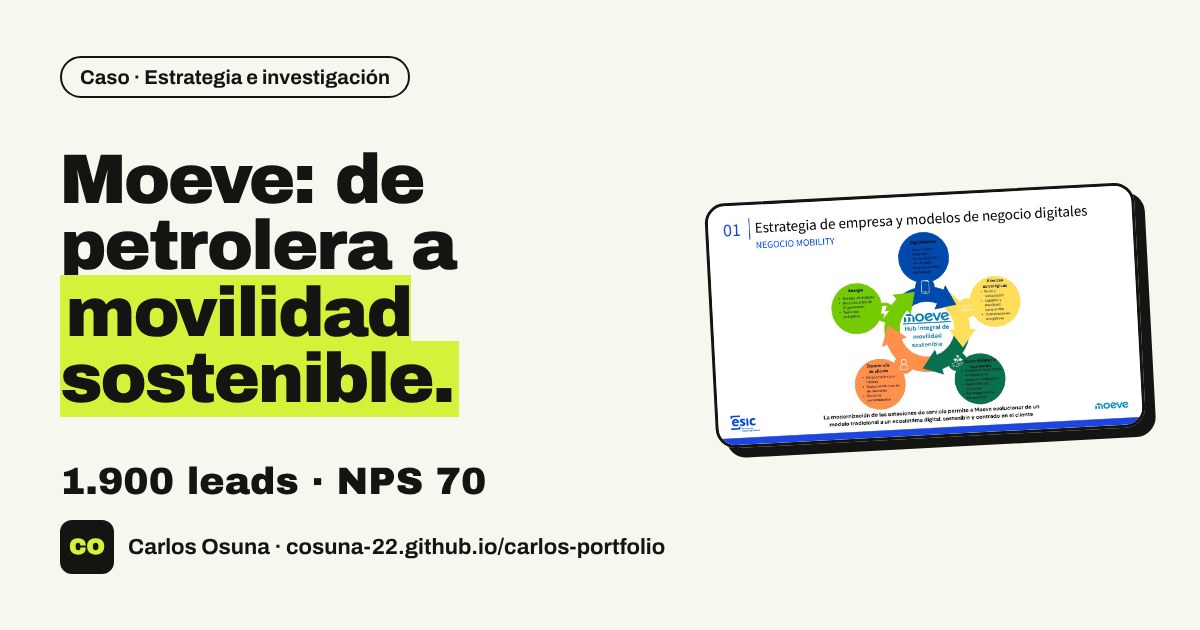 Caso · Estrategia e investigación
Moeve: de
petrolera a
movilidad
sostenible.
1.900 leads · NPS 70
CO
Carlos Osuna · cosuna-22.github.io/carlos-portfolio
01
Estrategia de empresa y modelos de negocio digitales
NEGOCIO MOBILITY
Energía
moeve
Hub integral de
movilidad
sostenible
La modernización de las estaciones de servicio permite a Moeve evolucionar de un
modelo tradicional a un ecosistema digital, sostenible y centrado en el cliente
esic
moeve